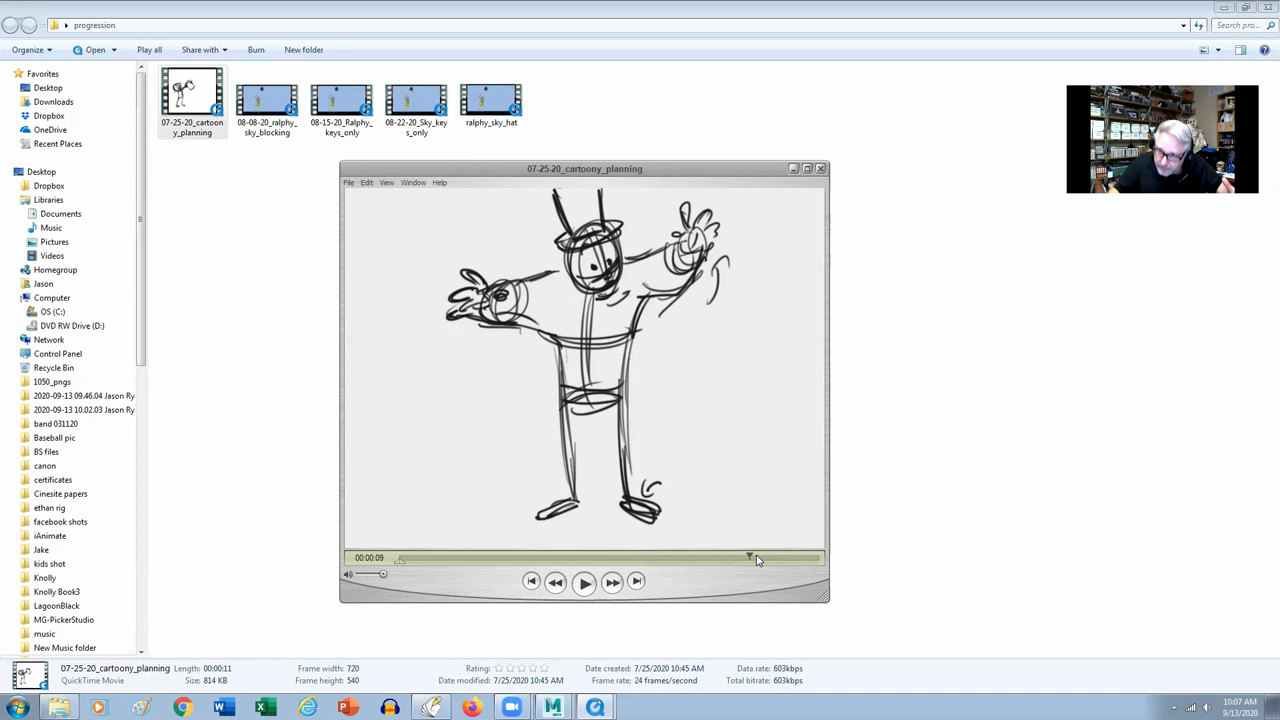 progression
Search pro...
Organize
Open
Play all
Share with
Burn
New folder
Favorites
Desktop
Downloads
Dropbox
OneDrive
Recent Places
Desktop
Dropbox
Libraries
Documents
Music
Pictures
Videos
Homegroup
Jason
Computer
OS (C:)
DVD RW Drive (D:)
Network
Control Panel
Recycle Bin
1050_pngs
2020-09-13 09.46.04 Jason Ry
2020-09-13 10.02.03 Jason Ry
band 031120
Baseball pic
BS files
canon
certificates
Cinesite papers
ethan rig
facebook shots
iAnimate
Jake
kids shot
Knolly
Knolly Book3
LagoonBlack
MG-PickerStudio
music
New Music folder
07-25-20_cartoon
y_planning
08-08-20_ralphy_
sky_blocking
08-15-20_Ralphy_
keys_only
08-22-20_Sky_key
s_only
ralphy_sky_hat
07-25-20_cartoony_planning
File Edit View Window Help
00:00:09
07-25-20_cartoony_planning
QuickTime Movie
Length: 00:00:11
Size: 814 KB
Frame width: 720
Frame height: 540
Rating:
Date modified: 7/25/2020 10:45 AM
Date created: 7/25/2020 10:45 AM
Frame rate: 24 frames/second
Data rate: 603kbps
Total bitrate: 603kbps
10:07 AM
9/13/2020